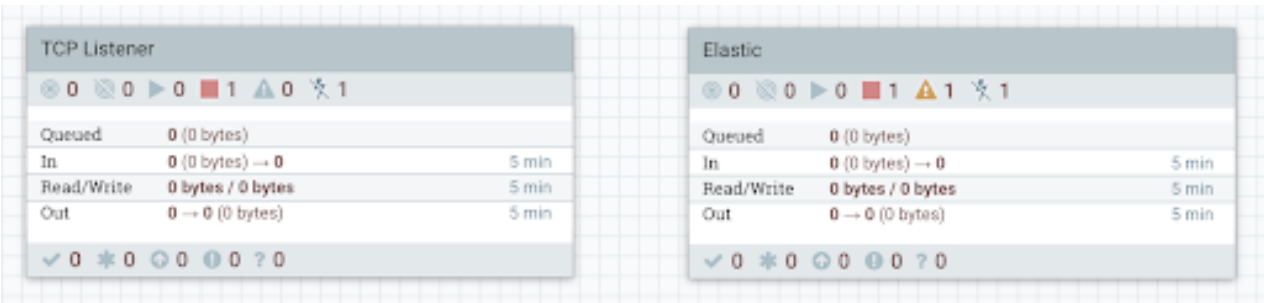 TCP Listener
0 0 0 1 0 1
Queued 0 (0 bytes)
In 0 (0 bytes) → 0 5 min
Read/Write 0 bytes / 0 bytes 5 min
Out 0 → 0 (0 bytes) 5 min
0 0 0 0 ? 0
Elastic
0 0 0 1 1 1
Queued 0 (0 bytes)
In 0 (0 bytes) → 0 5 min
Read/Write 0 bytes / 0 bytes 5 min
Out 0 → 0 (0 bytes) 5 min
0 0 0 0 ? 0